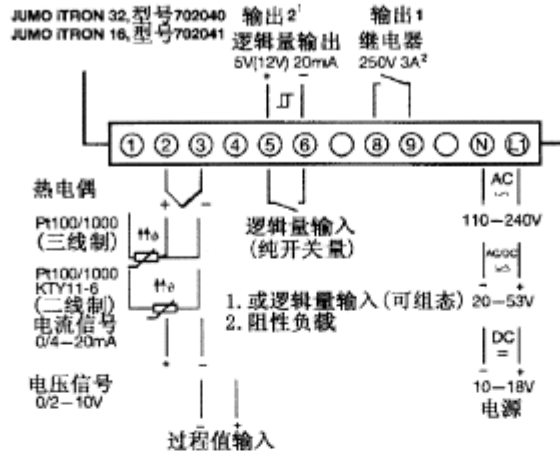 JUMO iTRON 32,型号702040
JUMO iTRON 16,型号702041
输出2¹
逻辑量输出
5V(12V) 20mA
+ −
输出1
继电器
250V 3A²
1 2 3 4 5 6 8 9 N L1
热电偶
+ −
Pt100/1000
(三线制)
Pt100/1000
KTY11-6
(二线制)
电流信号
0/4−20mA
+ −
电压信号
0/2−10V
− +
过程值输入
逻辑量输入
(纯开关量)
1. 或逻辑量输入(可组态)
2. 阻性负载
AC
110−240V
AC/DC
20−53V
− +
DC
=
10−18V
电源